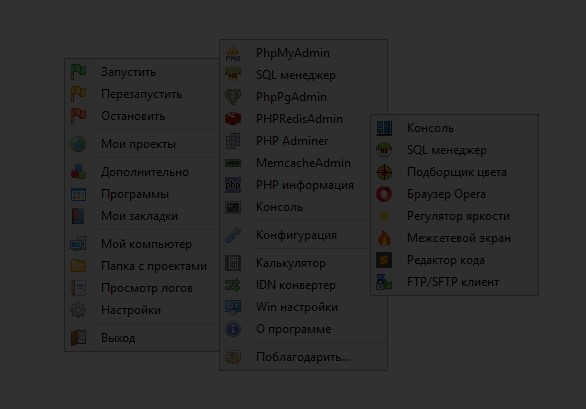 Запустить
Перезапустить
Остановить
Мои проекты
Дополнительно
Программы
Мои закладки
Мой компьютер
Папка с проектами
Просмотр логов
Настройки
Выход
PhpMyAdmin
SQL менеджер
PhpPgAdmin
PHPRedisAdmin
PHP Adminer
MemcacheAdmin
PHP информация
Консоль
Конфигурация
Калькулятор
IDN конвертер
Win настройки
О программе
Поблагодарить...
Консоль
SQL менеджер
Подборщик цвета
Браузер Opera
Регулятор яркости
Межсетевой экран
Редактор кода
FTP/SFTP клиент